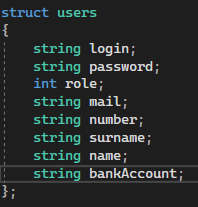 struct users
{
string login;
string password;
int role;
string mail;
string number;
string surname;
string name;
string bankAccount;
};